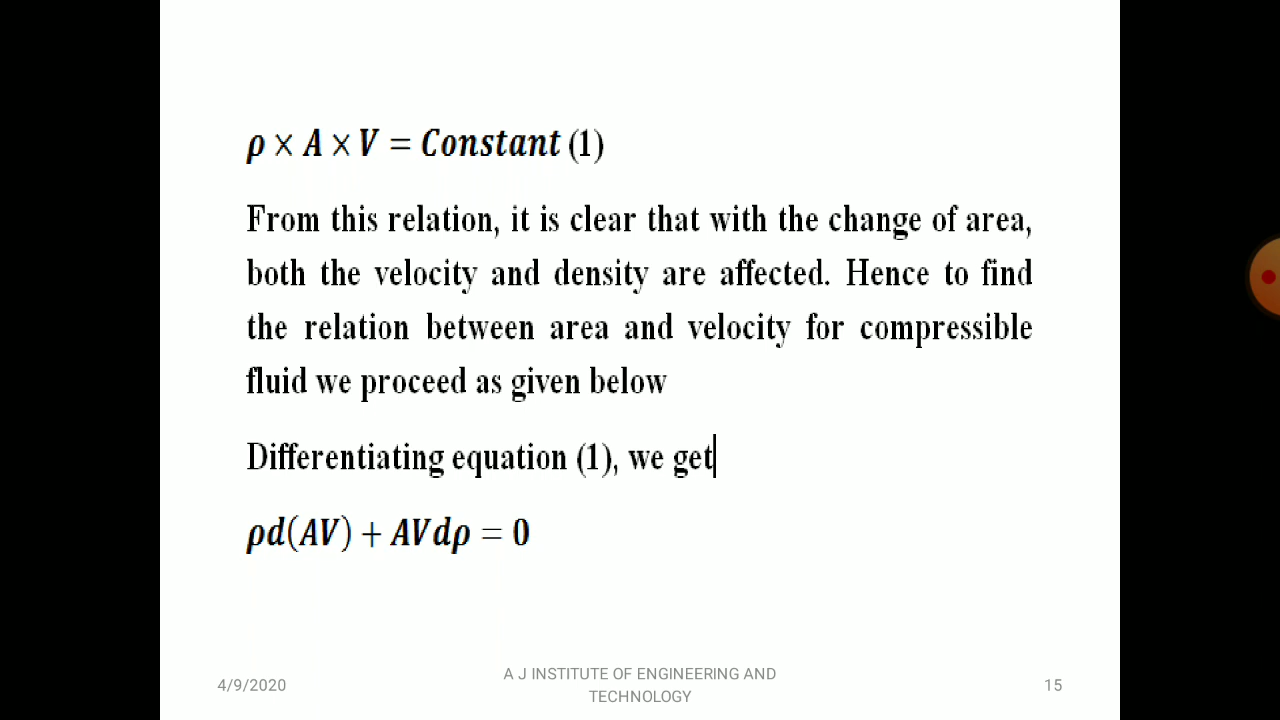 ρ × A × V = Constant (1)
From this relation, it is clear that with the change of area,
both the velocity and density are affected. Hence to find
the relation between area and velocity for compressible
fluid we proceed as given below
Differentiating equation (1), we get
ρd(AV) + AVdρ = 0
4/9/2020
A J INSTITUTE OF ENGINEERING AND
TECHNOLOGY
15